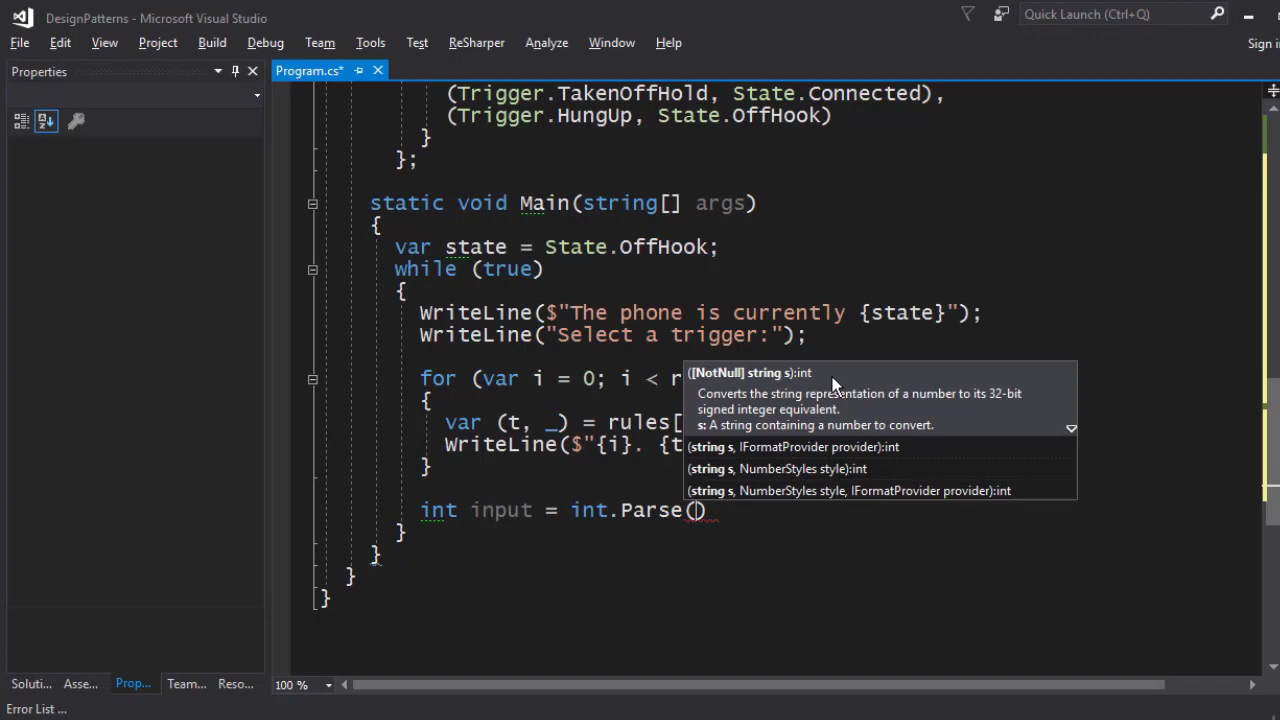 DesignPatterns - Microsoft Visual Studio
Quick Launch (Ctrl+Q)
File Edit View Project Build Debug Team Tools Test ReSharper Analyze Window Help
Sign in
Properties
Program.cs*
(Trigger.TakenOffHold, State.Connected),
(Trigger.HungUp, State.OffHook)
}
};
static void Main(string[] args)
{
var state = State.OffHook;
while (true)
{
WriteLine($"The phone is currently {state}");
WriteLine("Select a trigger:");
for (var i = 0; i < r
{
var (t, _) = rules[
WriteLine($"{i}. {t
}
([NotNull] string s):int
Converts the string representation of a number to its 32-bit
signed integer equivalent.
s: A string containing a number to convert.
(string s, IFormatProvider provider):int
(string s, NumberStyles style):int
(string s, NumberStyles style, IFormatProvider provider):int
int input = int.Parse()
}
}
}
}
Soluti... Asse... Prop... Team... Reso...
100 %
Error List ...